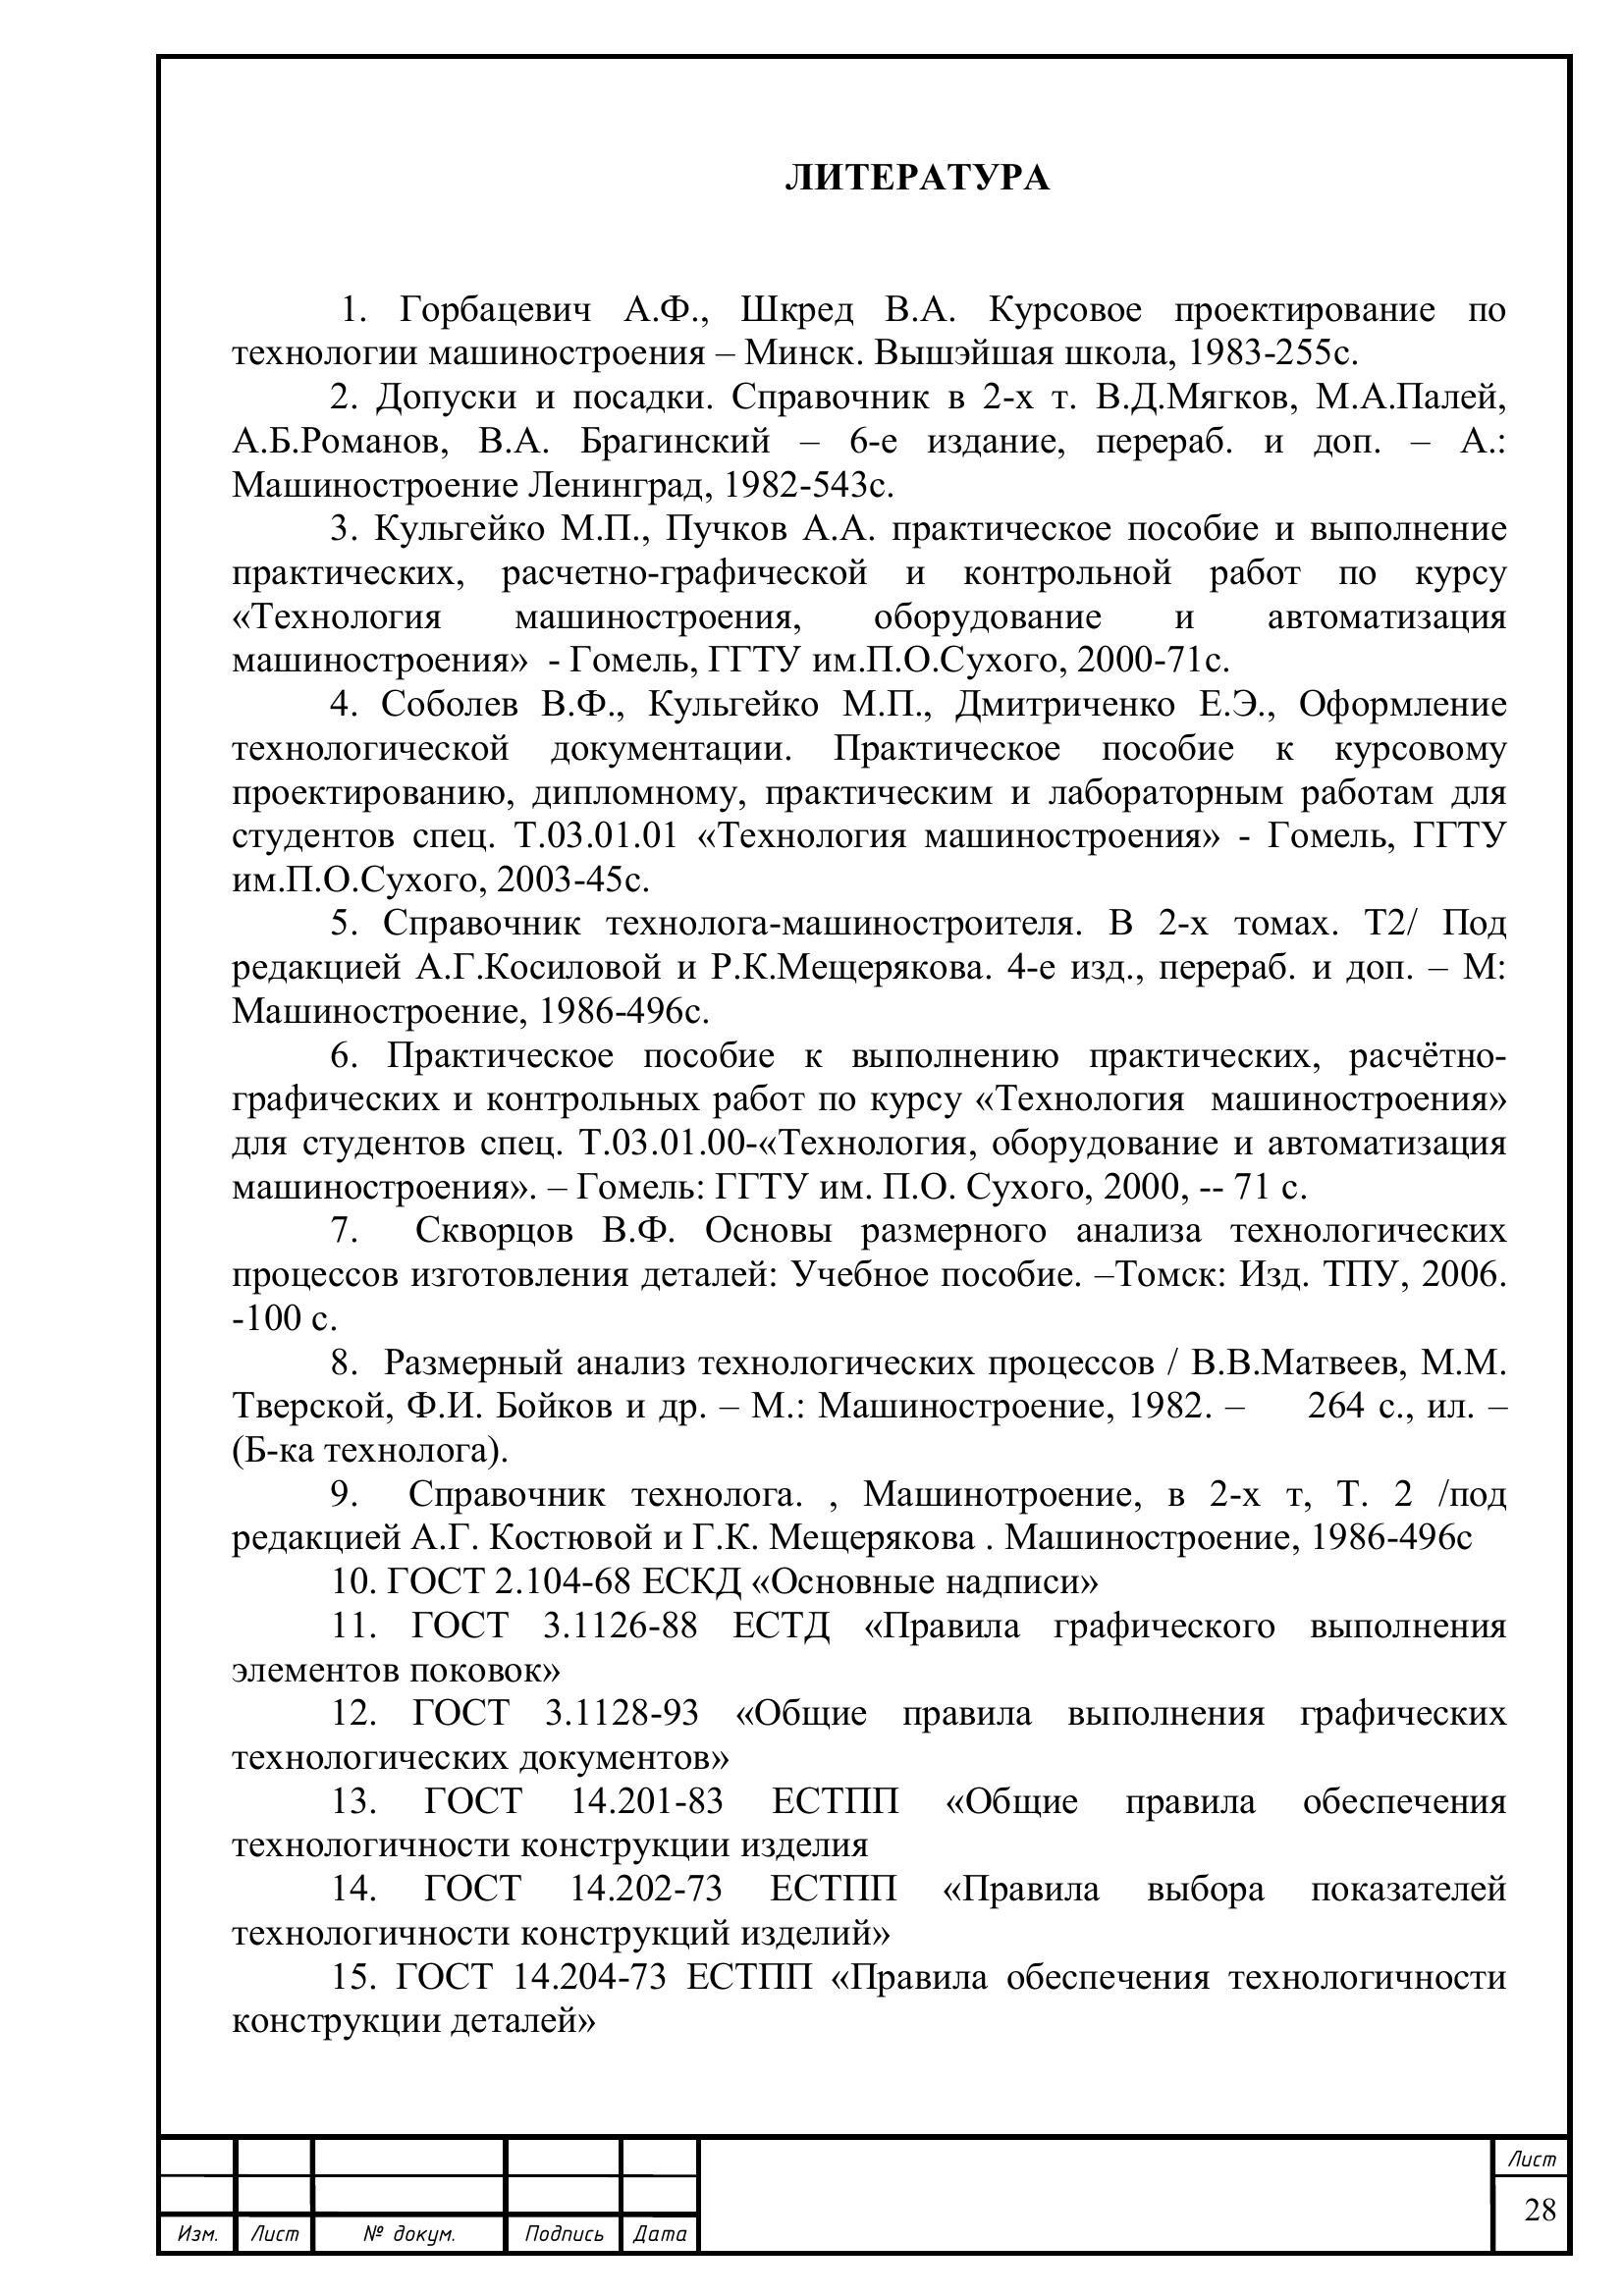 ЛИТЕРАТУРА
1. Горбацевич А.Ф., Шкред В.А. Курсовое проектирование по
технологии машиностроения – Минск. Вышэйшая школа, 1983-255с.
2. Допуски и посадки. Справочник в 2-х т. В.Д.Мягков, М.А.Палей,
А.Б.Романов, В.А. Брагинский – 6-е издание, перераб. и доп. – А.:
Машиностроение Ленинград, 1982-543с.
3. Кульгейко М.П., Пучков А.А. практическое пособие и выполнение
практических, расчетно-графической и контрольной работ по курсу
«Технология машиностроения, оборудование и автоматизация
машиностроения» - Гомель, ГГТУ им.П.О.Сухого, 2000-71с.
4. Соболев В.Ф., Кульгейко М.П., Дмитриченко Е.Э., Оформление
технологической документации. Практическое пособие к курсовому
проектированию, дипломному, практическим и лабораторным работам для
студентов спец. Т.03.01.01 «Технология машиностроения» - Гомель, ГГТУ
им.П.О.Сухого, 2003-45с.
5. Справочник технолога-машиностроителя. В 2-х томах. Т2/ Под
редакцией А.Г.Косиловой и Р.К.Мещерякова. 4-е изд., перераб. и доп. – М:
Машиностроение, 1986-496с.
6. Практическое пособие к выполнению практических, расчётно-
графических и контрольных работ по курсу «Технология машиностроения»
для студентов спец. Т.03.01.00-«Технология, оборудование и автоматизация
машиностроения». – Гомель: ГГТУ им. П.О. Сухого, 2000, -- 71 с.
7. Скворцов В.Ф. Основы размерного анализа технологических
процессов изготовления деталей: Учебное пособие. –Томск: Изд. ТПУ, 2006.
-100 с.
8. Размерный анализ технологических процессов / В.В.Матвеев, М.М.
Тверской, Ф.И. Бойков и др. – М.: Машиностроение, 1982. – 264 с., ил. –
(Б-ка технолога).
9. Справочник технолога. , Машинотроение, в 2-х т, Т. 2 /под
редакцией А.Г. Костювой и Г.К. Мещерякова . Машиностроение, 1986-496с
10. ГОСТ 2.104-68 ЕСКД «Основные надписи»
11. ГОСТ 3.1126-88 ЕСТД «Правила графического выполнения
элементов поковок»
12. ГОСТ 3.1128-93 «Общие правила выполнения графических
технологических документов»
13. ГОСТ 14.201-83 ЕСТПП «Общие правила обеспечения
технологичности конструкции изделия
14. ГОСТ 14.202-73 ЕСТПП «Правила выбора показателей
технологичности конструкций изделий»
15. ГОСТ 14.204-73 ЕСТПП «Правила обеспечения технологичности
конструкции деталей»
Лист
28
Изм. Лист № докум. Подпись Дата